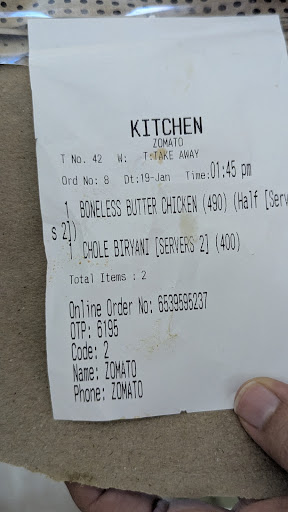 KITCHEN
ZOMATO
T No. 42 W: T:TAKE AWAY
Ord No: 8 Dt:19-Jan Time:01:45 pm
1 BONELESS BUTTER CHICKEN (490) (Half [Serv
s 2])
1 CHOLE BIRYANI [SERVERS 2] (400)
Total Items : 2
Online Order No: 6539595237
OTP: 6195
Code: 2
Name: ZOMATO
Phone: ZOMATO